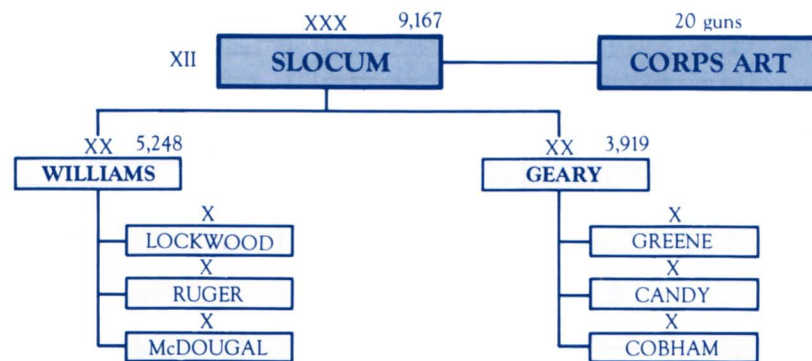 XXX 9,167 20 guns
XII SLOCUM CORPS ART
XX 5,248 XX 3,919
WILLIAMS GEARY
X X
LOCKWOOD GREENE
X X
RUGER CANDY
X X
McDOUGAL COBHAM